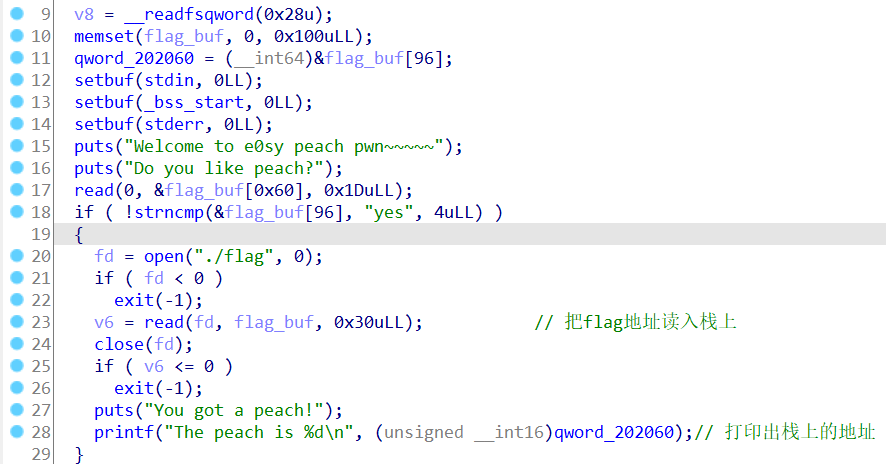 9 v8 = __readfsqword(0x28u);
10 memset(flag_buf, 0, 0x100uLL);
11 qword_202060 = (__int64)&flag_buf[96];
12 setbuf(stdin, 0LL);
13 setbuf(_bss_start, 0LL);
14 setbuf(stderr, 0LL);
15 puts("Welcome to e0sy peach pwn~~~~~");
16 puts("Do you like peach?");
17 read(0, &flag_buf[0x60], 0x1DuLL);
18 if ( !strncmp(&flag_buf[96], "yes", 4uLL) )
19 {
20 fd = open("./flag", 0);
21 if ( fd < 0 )
22 exit(-1);
23 v6 = read(fd, flag_buf, 0x30uLL); // 把flag地址读入栈上
24 close(fd);
25 if ( v6 <= 0 )
26 exit(-1);
27 puts("You got a peach!");
28 printf("The peach is %d\n", (unsigned __int16)qword_202060);// 打印出栈上的地址
29 }